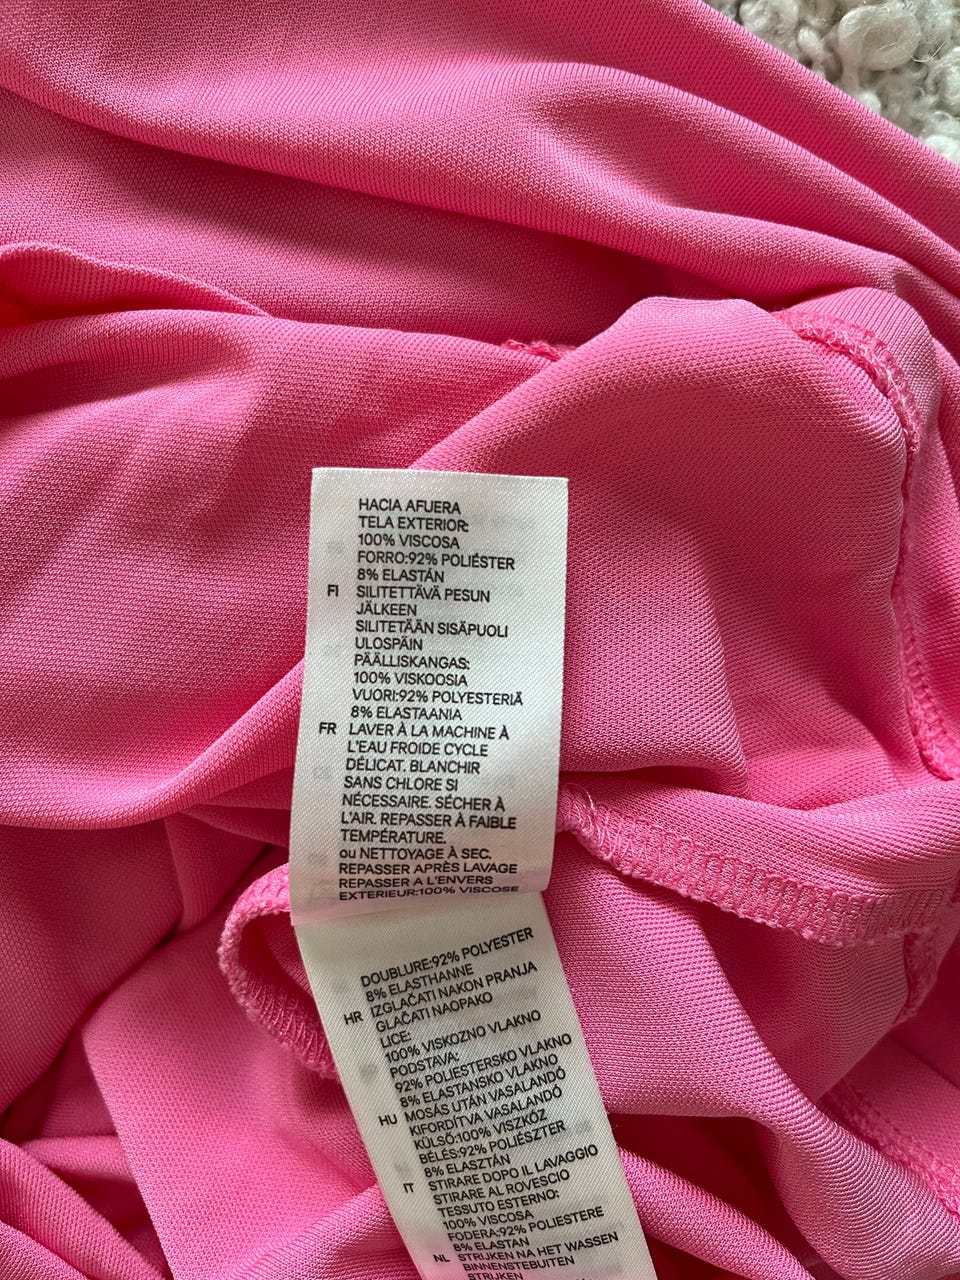 HACIA AFUERA
TELA EXTERIOR:
100% VISCOSA
FORRO:92% POLIÉSTER
8% ELASTÁN
FI SILITETTÄVÄ PESUN
JÄLKEEN
SILITETÄÄN SISÄPUOLI
ULOSPÄIN
PÄÄLLISKANGAS:
100% VISKOOSIA
VUORI:92% POLYESTERIÄ
8% ELASTAANIA
FR LAVER À LA MACHINE À
L'EAU FROIDE CYCLE
DÉLICAT. BLANCHIR
SANS CHLORE SI
NÉCESSAIRE. SÉCHER À
L'AIR. REPASSER À FAIBLE
TEMPÉRATURE.
ou NETTOYAGE À SEC.
REPASSER APRÈS LAVAGE
REPASSER A L'ENVERS
EXTERIEUR:100% VISCOSE
DOUBLURE:92% POLYESTER
8% ELASTHANNE
HR IZGLAČATI NAKON PRANJA
GLAČATI NAOPAKO
LICE:
100% VISKOZNO VLAKNO
PODSTAVA:
92% POLIESTERSKO VLAKNO
8% ELASTANSKO VLAKNO
HU MOSÁS UTÁN VASALANDÓ
KIFORDÍTVA VASALANDÓ
KÜLSŐ:100% VISZKÓZ
BÉLÉS:92% POLIÉSZTER
8% ELASZTÁN
IT STIRARE DOPO IL LAVAGGIO
STIRARE AL ROVESCIO
TESSUTO ESTERNO:
100% VISCOSA
FODERA:92% POLIESTERE
8% ELASTAN
NL STRIJKEN NA HET WASSEN
BINNENSTEBUITEN
STRIJKEN